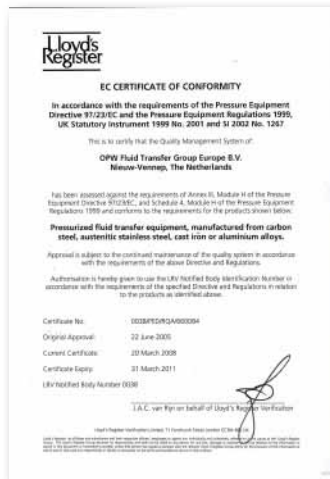 Lloyd's
Register
EC CERTIFICATE OF CONFORMITY
In accordance with the requirements of the Pressure Equipment
Directive 97/23/EC and the Pressure Equipment Regulations 1999,
UK Statutory Instrument 1999 No. 2001 and SI 2002 No. 1267
This is to certify that the Quality Management System of:
OPW Fluid Transfer Group Europe B.V.
Nieuw-Vennep, The Netherlands
has been assessed against the requirements of Annex III, Module H of the Pressure
Equipment Directive 97/23/EC, and Schedule 4, Module H of the Pressure Equipment
Regulations 1999 and conforms to the requirements for the products shown below:
Pressurized fluid transfer equipment, manufactured from carbon
steel, austenitic stainless steel, cast iron or aluminium alloys.
Approval is subject to the continued maintenance of the quality system in accordance
with the requirements of the above Directive and Regulations.
Authorisation is hereby given to use the LRV Notified Body Identification Number in
accordance with the requirements of the specified Directive and Regulations in relation
to the products as identified above.
Certificate No:
Original Approval: 22 June 2005
Current Certificate: 20 March 2008
Certificate Expiry: 31 March 2011
LRV Notified Body Number 0038
J.A.C. van Rijn on behalf of Lloyd's Register Verification